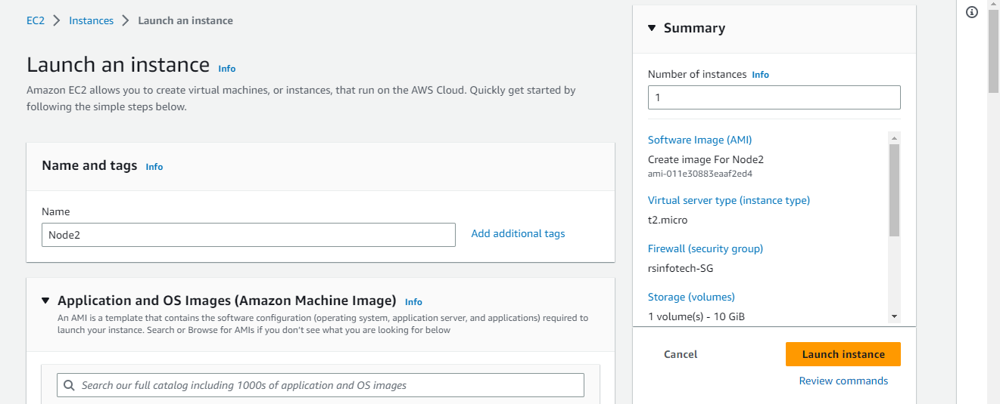 EC2 > Instances > Launch an instance
Launch an instance Info
Amazon EC2 allows you to create virtual machines, or instances, that run on the AWS Cloud. Quickly get started by
following the simple steps below.
Name and tags Info
Name
Node2
Add additional tags
Application and OS Images (Amazon Machine Image) Info
An AMI is a template that contains the software configuration (operating system, application server, and applications) required to
launch your instance. Search or Browse for AMIs if you don't see what you are looking for below
Search our full catalog including 1000s of application and OS images
Summary
Number of instances Info
1
Software Image (AMI)
Create image For Node2
ami-011e30883eaaf2ed4
Virtual server type (instance type)
t2.micro
Firewall (security group)
rsinfotech-SG
Storage (volumes)
1 volume(s) - 10 GiB
Cancel
Launch instance
Review commands